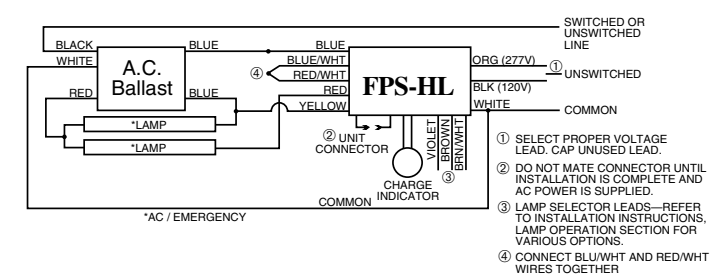 SWITCHED OR
UNSWITCHED
LINE
BLACK
BLUE
BLUE
WHITE
A.C.
Ballast
BLUE/WHT
④
RED/WHT
FPS-HL
ORG (277V)
①
UNSWITCHED
RED
BLUE
RED
BLK (120V)
YELLOW
WHITE
COMMON
*LAMP
*LAMP
② UNIT
CONNECTOR
VIOLET
BROWN
BRN/WHT
③
CHARGE
INDICATOR
COMMON
*AC / EMERGENCY
① SELECT PROPER VOLTAGE
LEAD. CAP UNUSED LEAD.
② DO NOT MATE CONNECTOR UNTIL
INSTALLATION IS COMPLETE AND
AC POWER IS SUPPLIED.
③ LAMP SELECTOR LEADS—REFER
TO INSTALLATION INSTRUCTIONS,
LAMP OPERATION SECTION FOR
VARIOUS OPTIONS.
④ CONNECT BLU/WHT AND RED/WHT
WIRES TOGETHER